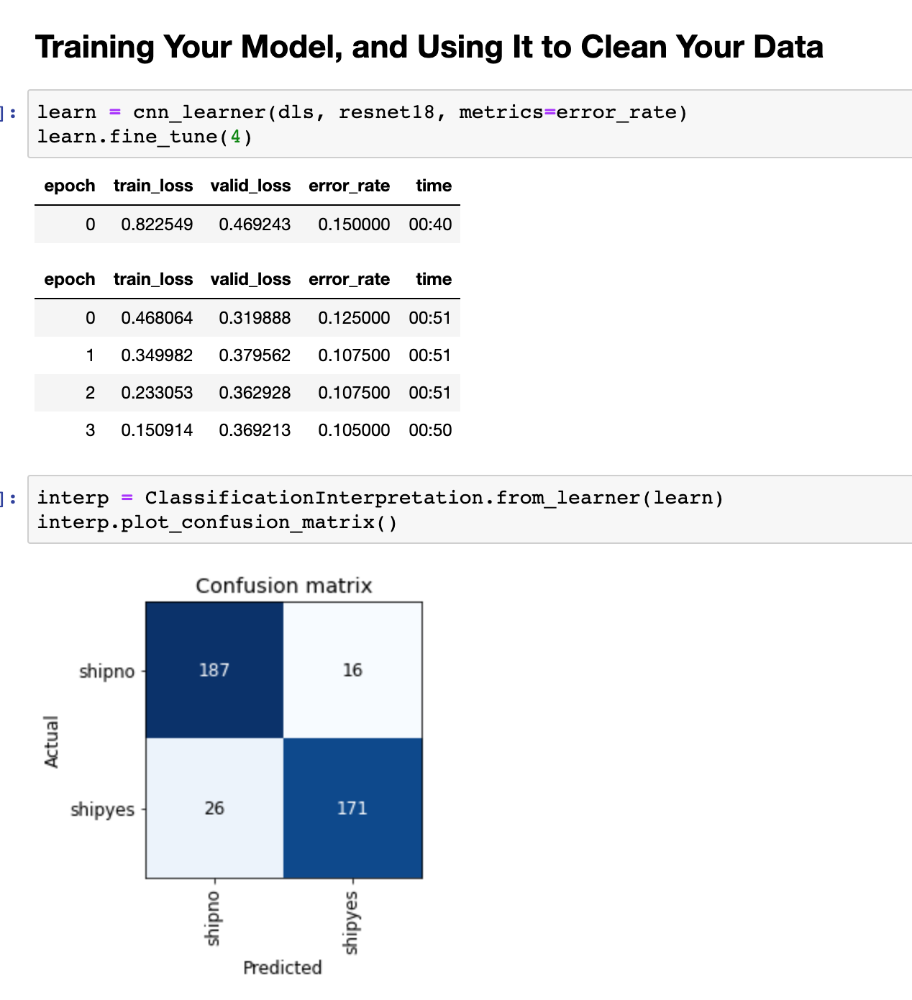 Training Your Model, and Using It to Clean Your Data
]: learn = cnn_learner(dls, resnet18, metrics=error_rate)
learn.fine_tune(4)
epoch train_loss valid_loss error_rate time
0 0.822549 0.469243 0.150000 00:40
epoch train_loss valid_loss error_rate time
0 0.468064 0.319888 0.125000 00:51
1 0.349982 0.379562 0.107500 00:51
2 0.233053 0.362928 0.107500 00:51
3 0.150914 0.369213 0.105000 00:50
]: interp = ClassificationInterpretation.from_learner(learn)
interp.plot_confusion_matrix()
Confusion matrix
shipno 187 16
Actual
shipyes 26 171
shipno shipyes
Predicted